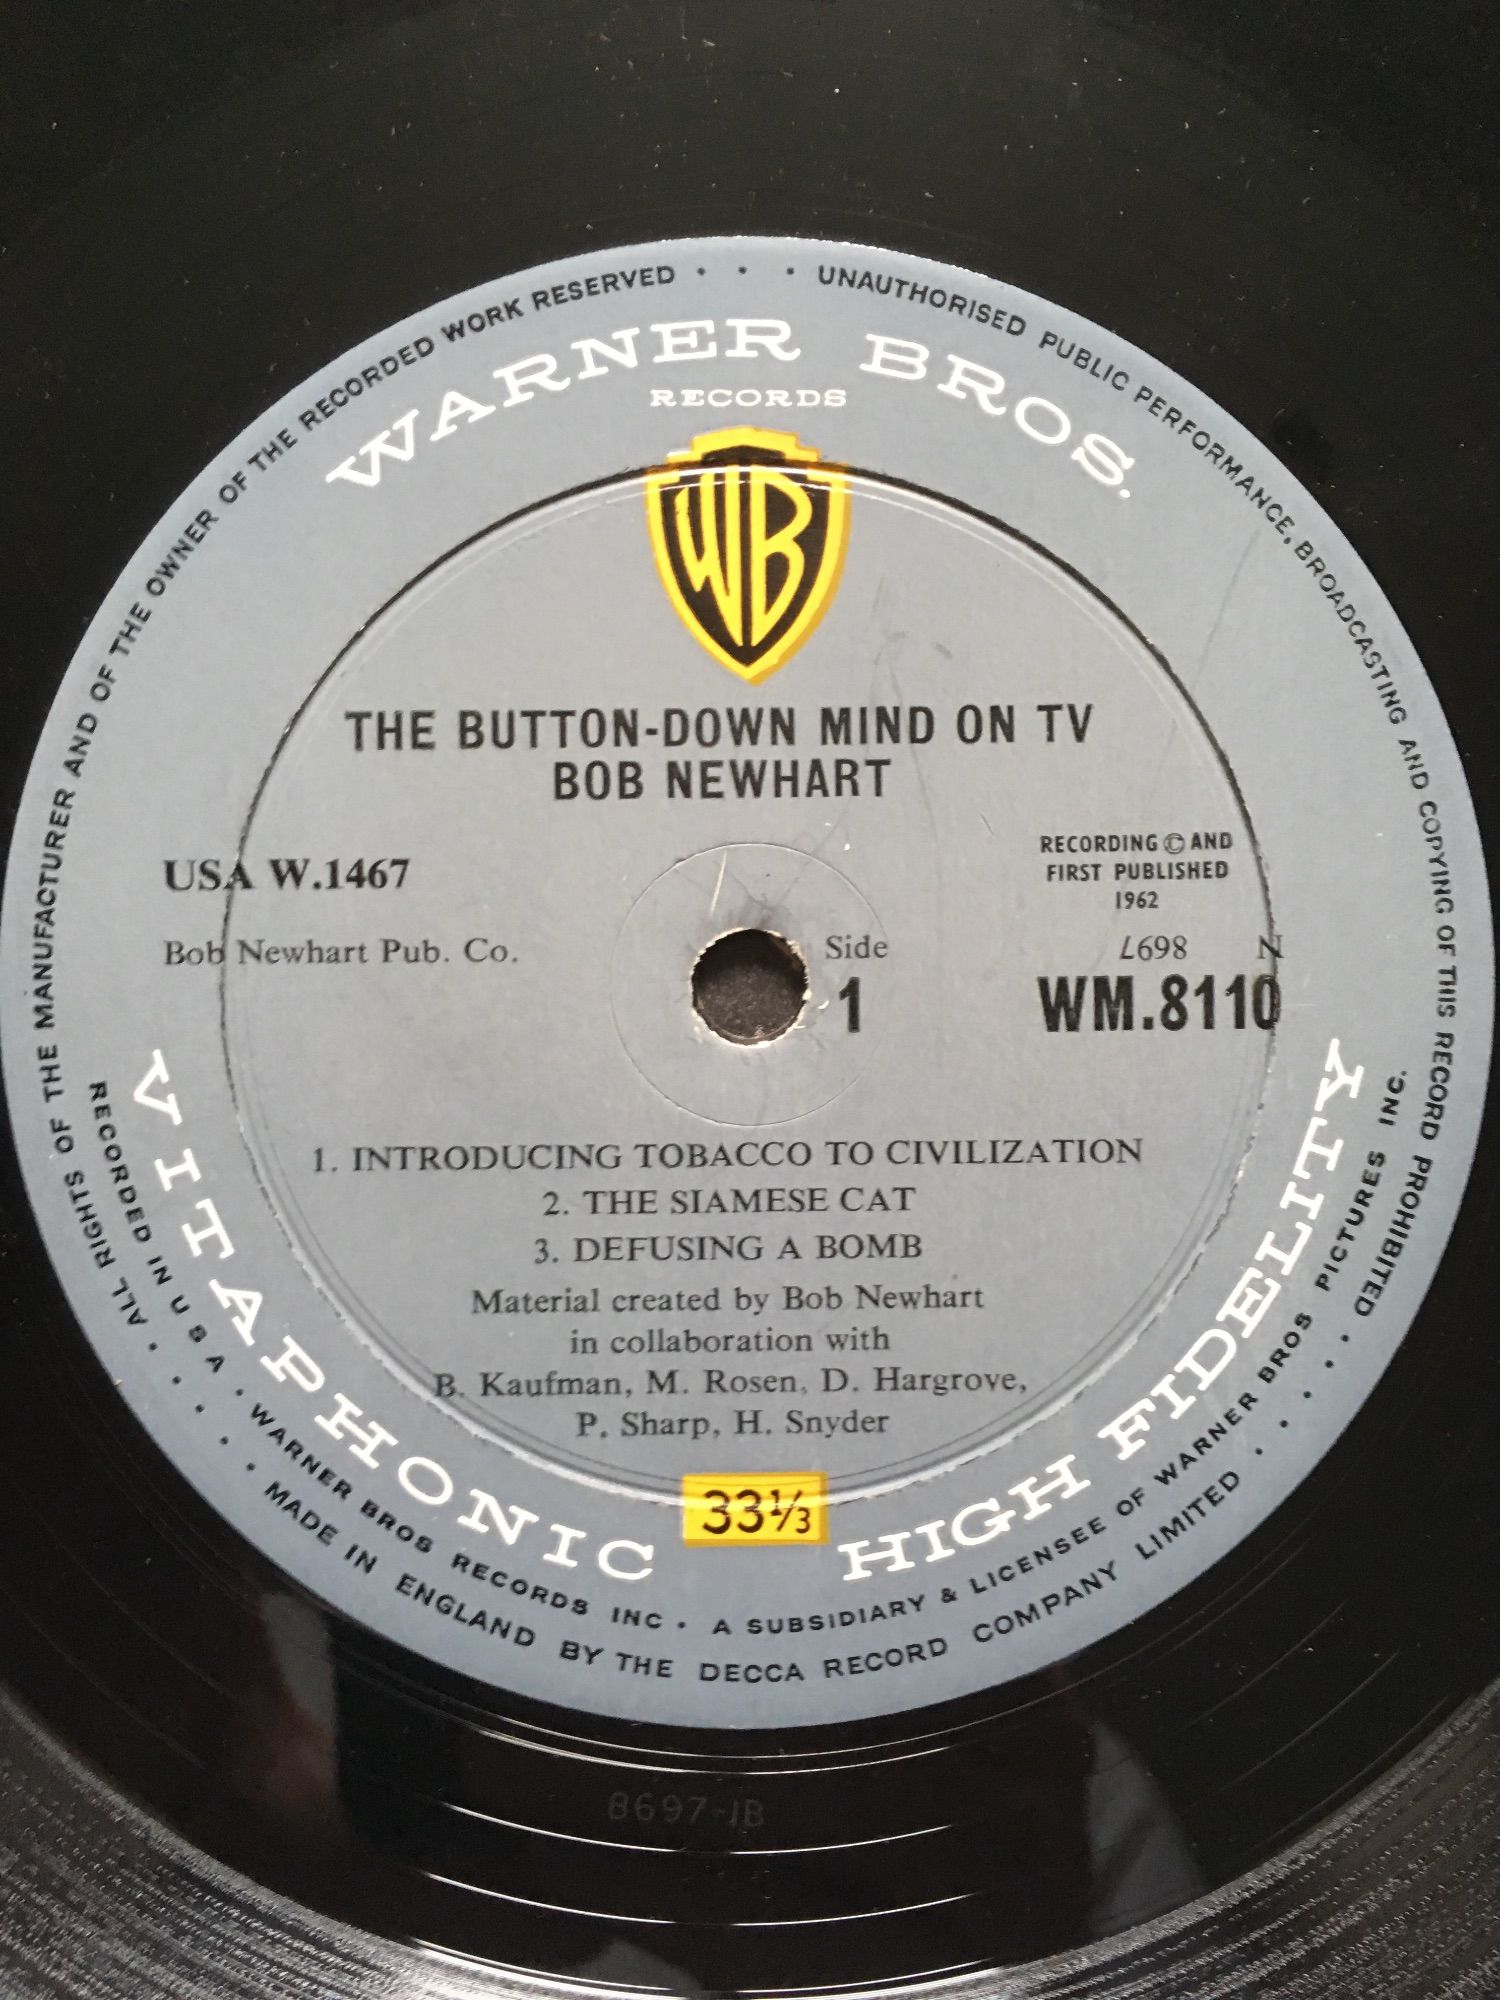 ALL RIGHTS OF THE MANUFACTURER AND OF THE OWNER OF THE RECORDED WORK RESERVED · · · UNAUTHORISED PUBLIC PERFORMANCE, BROADCASTING AND COPYING OF THIS RECORD PROHIBITED
WARNER BROS.
RECORDS
WB
THE BUTTON-DOWN MIND ON TV
BOB NEWHART
USA W.1467
RECORDING © AND
FIRST PUBLISHED
1962
Bob Newhart Pub. Co.
Side
1
L698 N
WM.8110
1. INTRODUCING TOBACCO TO CIVILIZATION
2. THE SIAMESE CAT
3. DEFUSING A BOMB
Material created by Bob Newhart
in collaboration with
B. Kaufman, M. Rosen, D. Hargrove,
P. Sharp, H. Snyder
33⅓
VITAPHONIC HIGH FIDELITY
RECORDED IN U S A · WARNER BROS RECORDS INC · A SUBSIDIARY & LICENSEE OF WARNER BROS PICTURES INC.
MADE IN ENGLAND BY THE DECCA RECORD COMPANY LIMITED
8697-1B